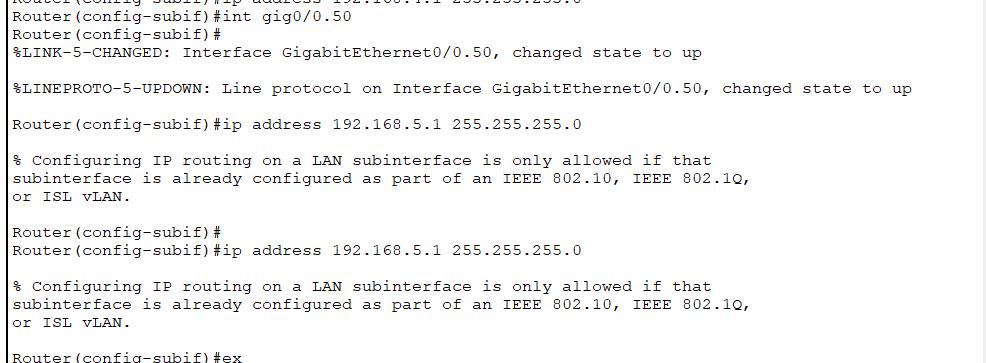 Router(config-subif)#ip address 192.168.4.1 255.255.255.0
Router(config-subif)#int gig0/0.50
Router(config-subif)#
%LINK-5-CHANGED: Interface GigabitEthernet0/0.50, changed state to up
%LINEPROTO-5-UPDOWN: Line protocol on Interface GigabitEthernet0/0.50, changed state to up
Router(config-subif)#ip address 192.168.5.1 255.255.255.0
% Configuring IP routing on a LAN subinterface is only allowed if that
subinterface is already configured as part of an IEEE 802.10, IEEE 802.1Q,
or ISL vLAN.
Router(config-subif)#
Router(config-subif)#ip address 192.168.5.1 255.255.255.0
% Configuring IP routing on a LAN subinterface is only allowed if that
subinterface is already configured as part of an IEEE 802.10, IEEE 802.1Q,
or ISL vLAN.
Router(config-subif)#ex